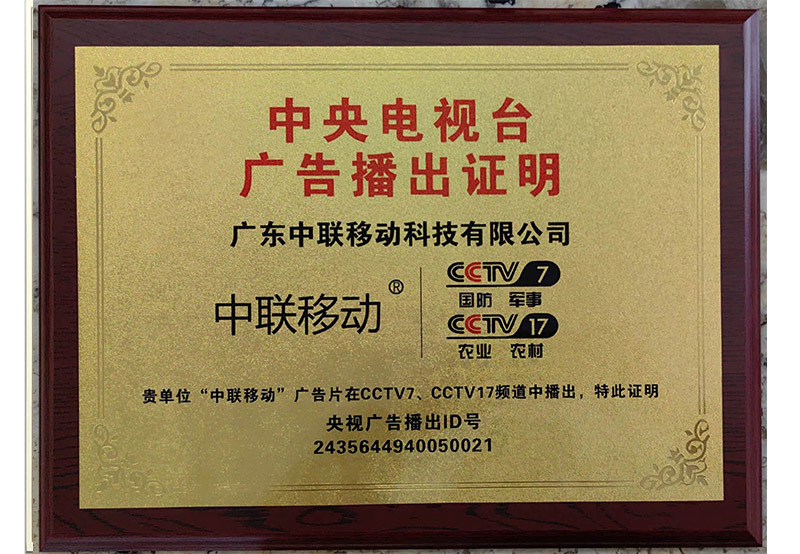 中央电视台
广告播出证明
广东中联移动科技有限公司
中联移动®
CCTV 7
国防 军事
CCTV 17
农业 农村
贵单位“中联移动”广告片在CCTV7、CCTV17频道中播出，特此证明
央视广告播出ID号
2435644940050021